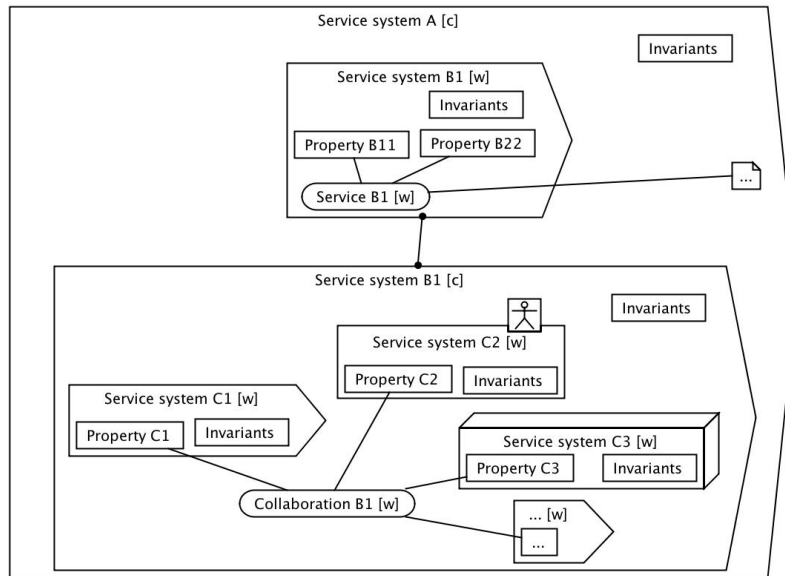 Service system A [c]
Invariants
Service system B1 [w]
Invariants
Property B11
Property B22
Service B1 [w]
...
Service system B1 [c]
Invariants
Service system C2 [w]
Property C2
Invariants
Service system C1 [w]
Property C1
Invariants
Service system C3 [w]
Property C3
Invariants
Collaboration B1 [w]
... [w]
...